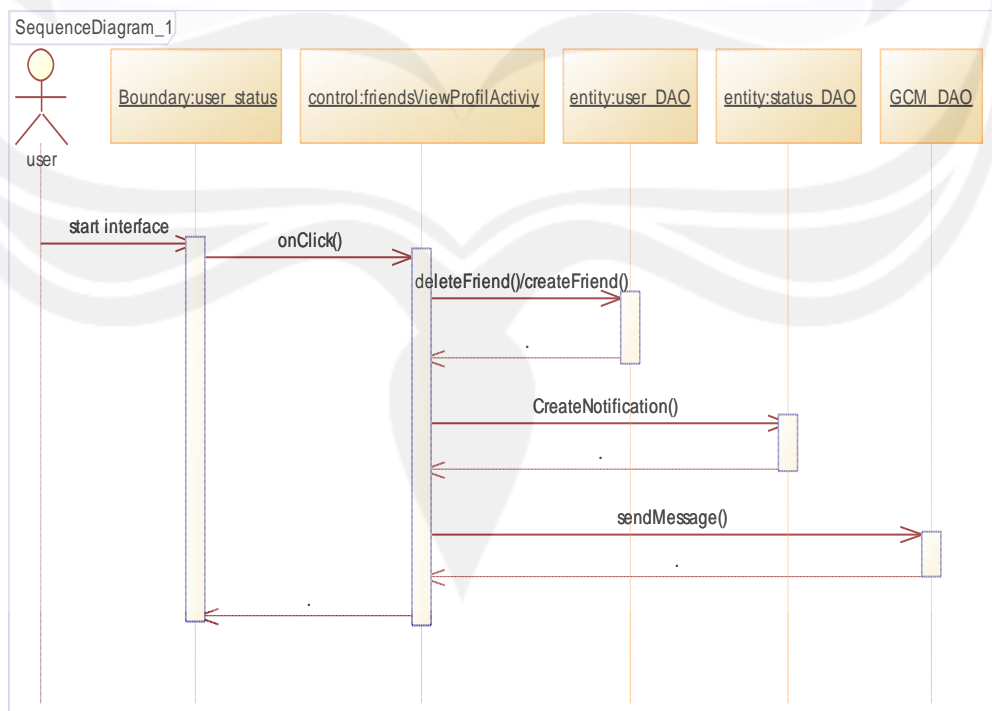 SequenceDiagram_1
user
Boundary:user_status
control:friendsViewProfilActiviy
entity:user_DAO
entity:status_DAO
GCM_DAO
start interface
onClick()
deleteFriend()/createFriend()
.
CreateNotification()
.
sendMessage()
.
.